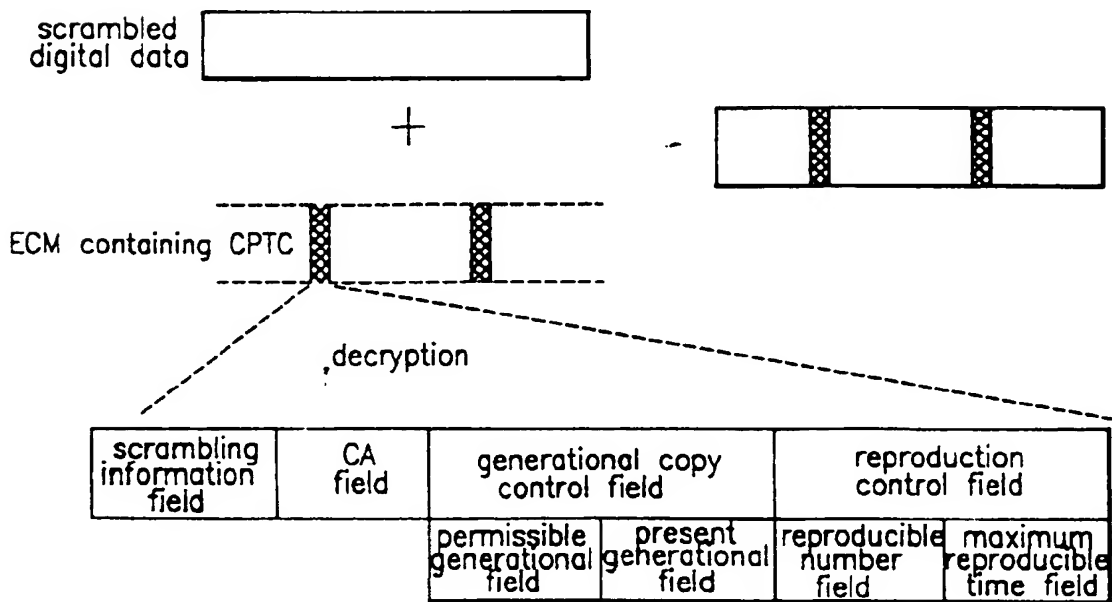 scrambled
digital data
+
ECM containing CPTC
decryption
scrambling
information
field
CA
field
generational copy
control field
reproduction
control field
permissible
generational
field
present
generational
field
reproducible
number
field
maximum
reproducible
time field